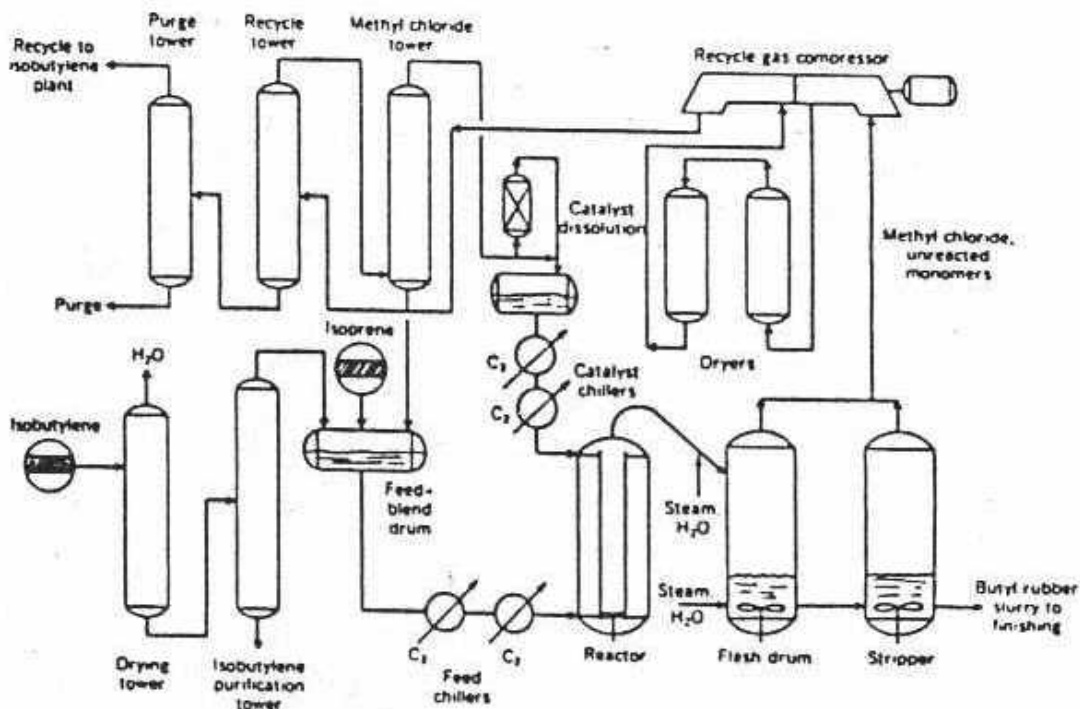 Purge
tower
Recycle
tower
Methyl chloride
tower
Recycle to
isobutylene
plant
Recycle gas comoressor
Catalyst
dissolution
Methyl chloride,
unreacted
monomers
Purge
Isoprene
H₂O
C₃
Catalyst
chillers
Dryers
C₂
Isobutylene
Feed-
blend
drum
Steam
H₂O
Steam
H₂O
Butyl rubber
slurry to
finishing
C₂
Feed
chillers
Reactor
Flash drum
Stripper
Drying
tower
Isobutylene
purification
tower